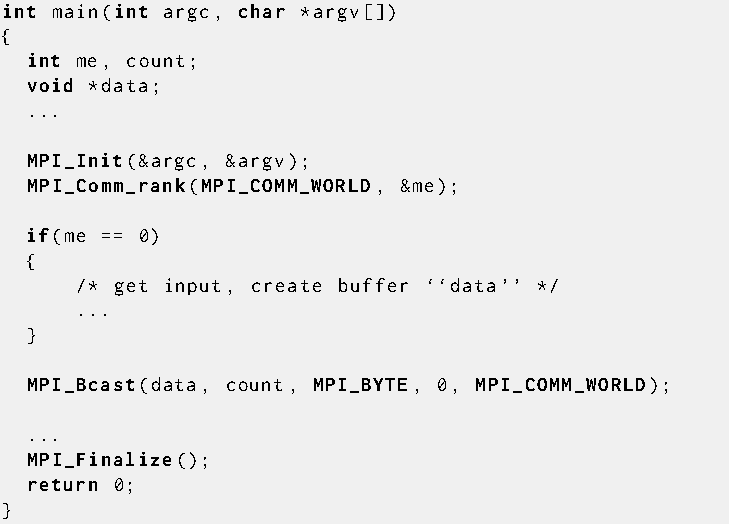 int main(int argc, char *argv[])
{
int me, count;
void *data;
...
MPI_Init(&argc, &argv);
MPI_Comm_rank(MPI_COMM_WORLD, &me);
if(me == 0)
{
/* get input, create buffer ‘‘data’’ */
...
}
MPI_Bcast(data, count, MPI_BYTE, 0, MPI_COMM_WORLD);
...
MPI_Finalize();
return 0;
}